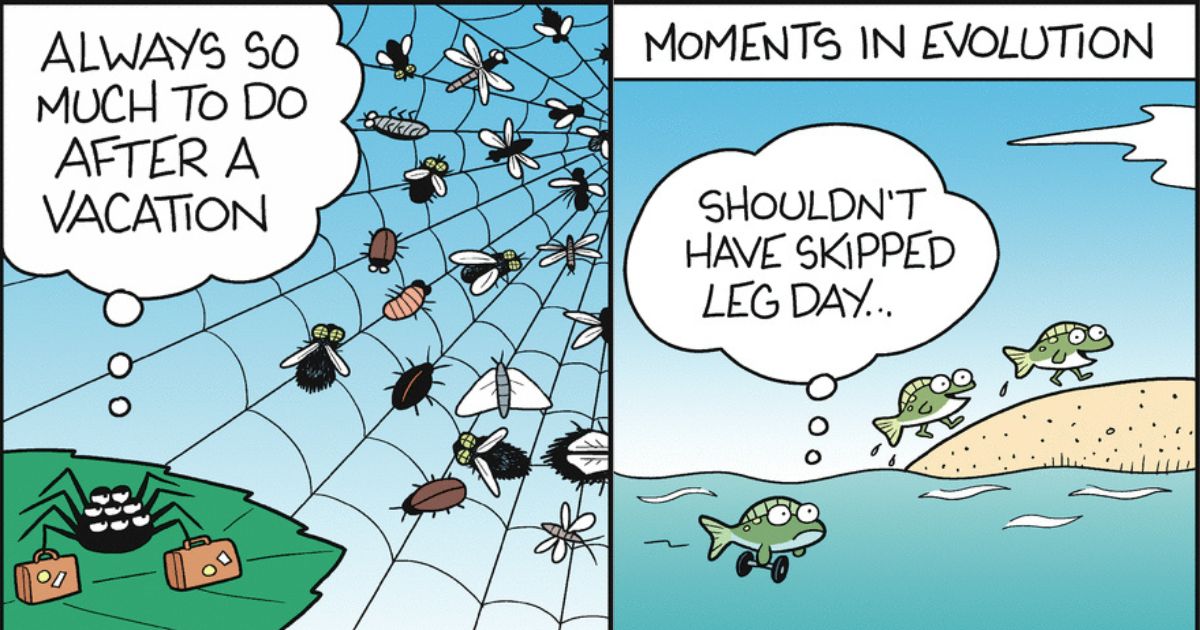 ALWAYS SO
MUCH TO DO
AFTER A
VACATION
MOMENTS IN EVOLUTION
SHOULDN'T
HAVE SKIPPED
LEG DAY...